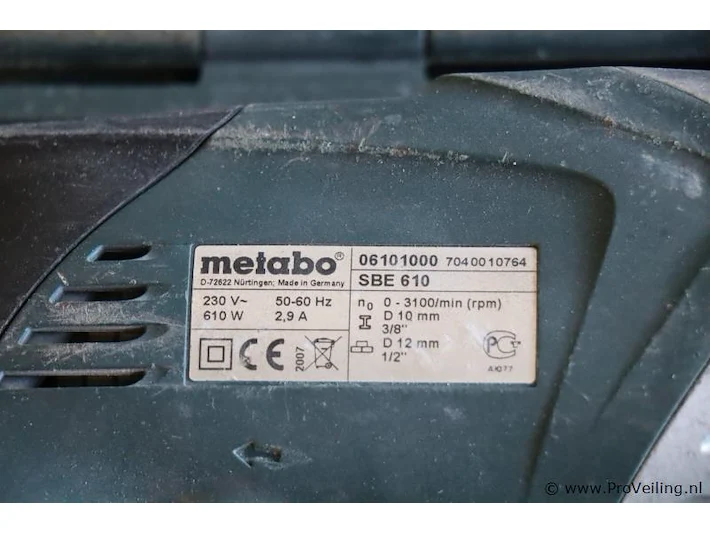 metabo®
D-72622 Nürtingen; Made in Germany
230 V~ 50-60 Hz
610 W 2,9 A
CE 2007
06101000 7040010764
SBE 610
n0 0 - 3100/min (rpm)
D 10 mm
3/8"
D 12 mm
1/2"
© www.ProVeiling.nl